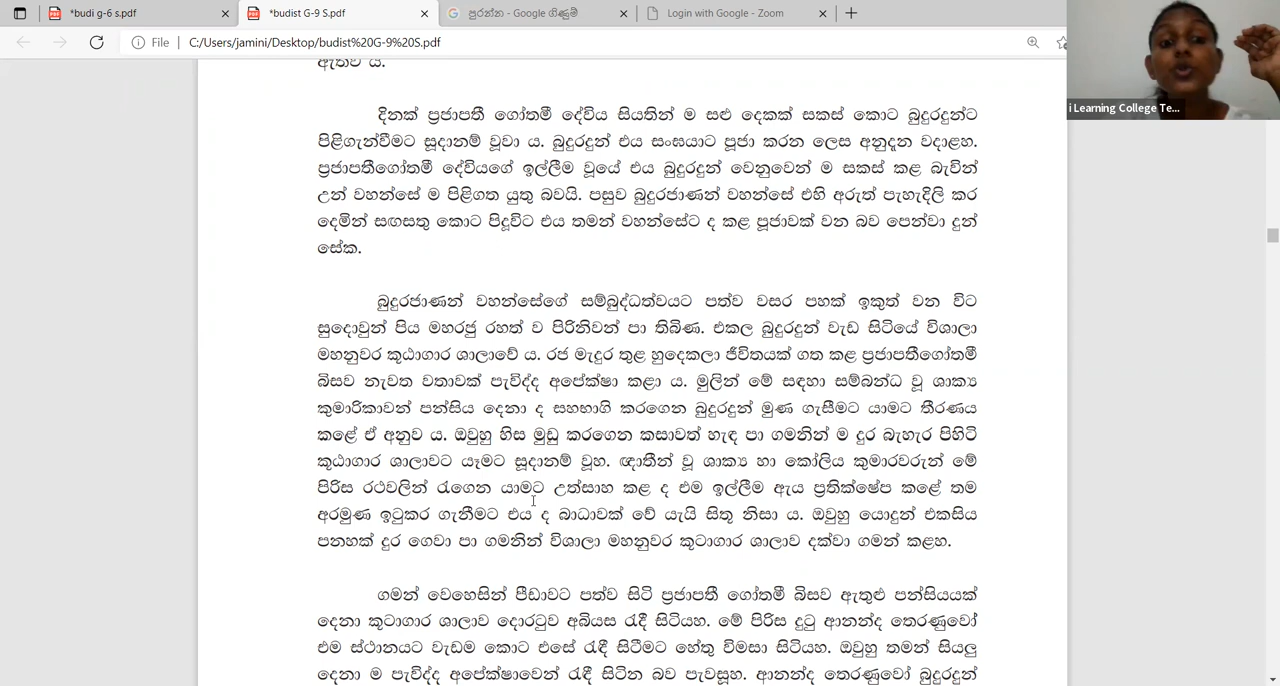 *budi g-6 s.pdf
*budist G-9 S.pdf
පුරන්න - Google ගිණුම්
Login with Google - Zoom
File
C:/Users/jamini/Desktop/budist%20G-9%20S.pdf
i Learning College Te...
ඇතිව ය.
දිනක් ප්‍රජාපතී ගෝතමී දේවිය සියතින් ම සළු දෙකක් සකස් කොට බුදුරදුන්ට
පිළිගැන්වීමට සූදානම් වූවා ය. බුදුරදුන් එය සංඝයාට පූජා කරන ලෙස අනුදැන වදාළහ.
ප්‍රජාපතීගෝතමී දේවියගේ ඉල්ලීම වූයේ එය බුදුරදුන් වෙනුවෙන් ම සකස් කළ බැවින්
උන් වහන්සේ ම පිළිගත යුතු බවයි. පසුව බුදුරජාණන් වහන්සේ එහි අරුත් පැහැදිලි කර
දෙමින් සඟසතු කොට පිදූවිට එය තමන් වහන්සේට ද කළ පූජාවක් වන බව පෙන්වා දුන්
සේක.
බුදුරජාණන් වහන්සේගේ සම්බුද්ධත්වයට පත්ව වසර පහක් ඉකුත් වන විට
සුදොවුන් පිය මහරජු රහත් ව පිරිනිවන් පා තිබිණ. එකල බුදුරදුන් වැඩ සිටියේ විශාලා
මහනුවර කූඨාගාර ශාලාවේ ය. රජ මැදුර තුළ හුදෙකලා ජීවිතයක් ගත කළ ප්‍රජාපතීගෝතමී
බිසව නැවත වතාවක් පැවිද්ද අපේක්ෂා කළා ය. මුලින් මේ සඳහා සම්බන්ධ වූ ශාක්‍ය
කුමාරිකාවන් පන්සිය දෙනා ද සහභාගි කරගෙන බුදුරදුන් මුණ ගැසීමට යාමට තීරණය
කළේ ඒ අනුව ය. ඔවුහු හිස මුඩු කරගෙන කසාවත් හැඳ පා ගමනින් ම දුර බැහැර පිහිටි
කූඨාගාර ශාලාවට යෑමට සූදානම් වූහ. ඥාතීන් වූ ශාක්‍ය හා කෝලිය කුමාරවරුන් මේ
පිරිස රථවලින් රැගෙන යාමට උත්සාහ කළ ද එම ඉල්ලීම ඇය ප්‍රතික්ෂේප කළේ තම
අරමුණ ඉටුකර ගැනීමට එය ද බාධාවක් වේ යැයි සිතූ නිසා ය. ඔවුහු යොදුන් එකසිය
පනහක් දුර ගෙවා පා ගමනින් විශාලා මහනුවර කූටාගාර ශාලාව දක්වා ගමන් කළහ.
ගමන් වෙහෙසින් පීඩාවට පත්ව සිටි ප්‍රජාපතී ගෝතමී බිසව ඇතුළු පන්සියයක්
දෙනා කූටාගාර ශාලාව දොරටුව අබියස රැදී සිටියහ. මේ පිරිස දුටු ආනන්ද තෙරණුවෝ
එම ස්ථානයට වැඩම කොට එසේ රැඳී සිටීමට හේතු විමසා සිටියහ. ඔවුහු තමන් සියලු
දෙනා ම පැවිද්ද අපේක්ෂාවෙන් රැඳී සිටින බව පැවසූහ. ආනන්ද තෙරණුවෝ බුදුරදුන්